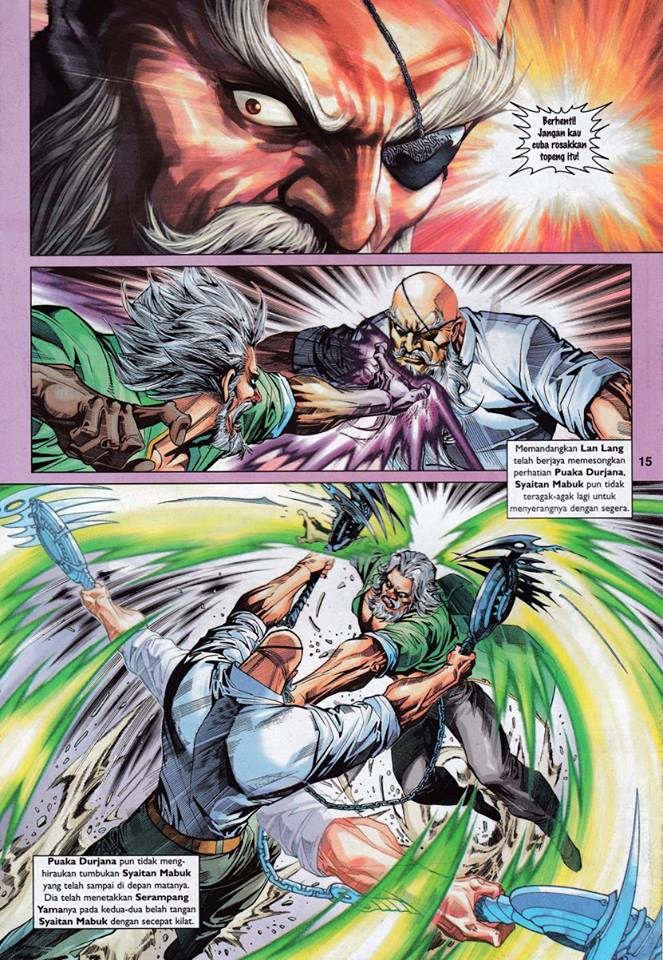 Berhenti!
Jangan kau
cuba rosakkan
topeng itu!
Memandangkan Lan Lang
telah berjaya memesongkan
perhatian Puaka Durjana,
Syaitan Mabuk pun tidak
teragak-agak lagi untuk
menyerangnya dengan segera.
15
Puaka Durjana pun tidak meng-
hiraukan tumbukan Syaitan Mabuk
yang telah sampai di depan matanya.
Dia telah menetakkan Serampang
Yamanya pada kedua-dua belah tangan
Syaitan Mabuk dengan secepat kilat.